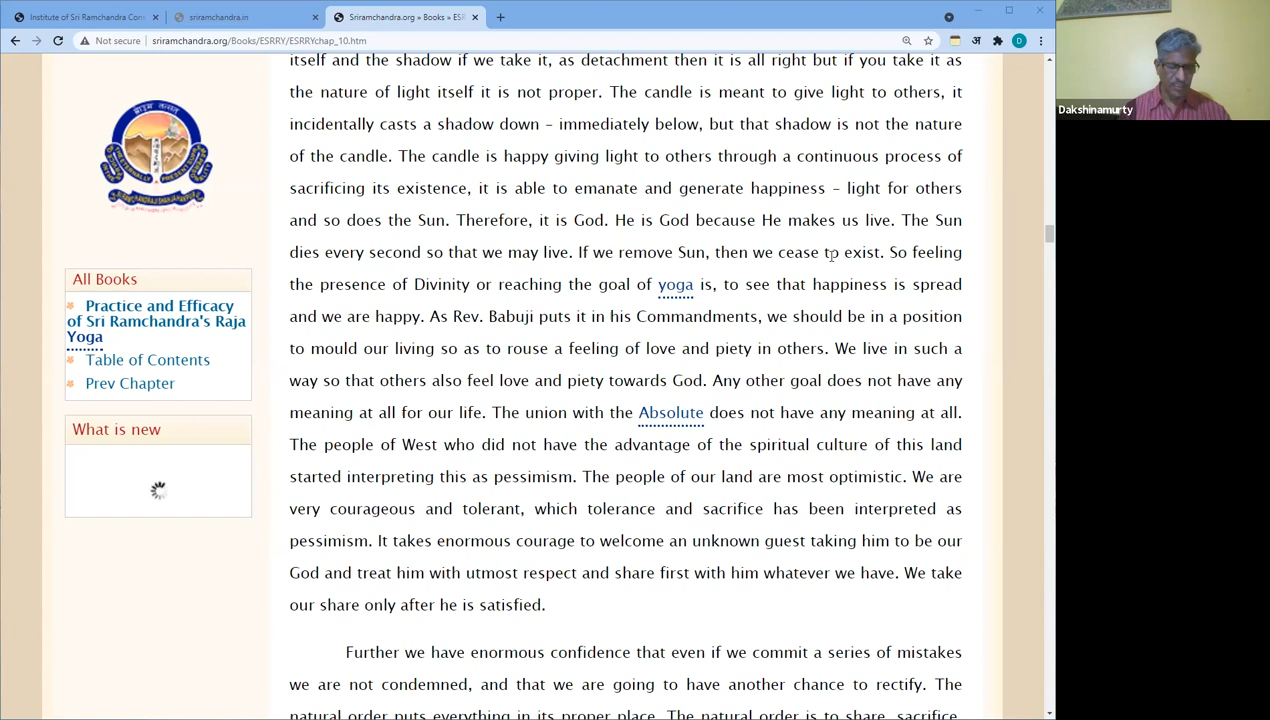 Institute of Sri Ramchandra Con
sriramchandra.in
Sriramchandra.org » Books » ESR
Not secure
sriramchandra.org/Books/ESRRY/ESRRYchap_10.htm
अ
D
Dakshinamurty
All Books
Practice and Efficacy
of Sri Ramchandra's Raja
Yoga
Table of Contents
Prev Chapter
What is new
itself and the shadow if we take it, as detachment then it is all right but if you take it as
the nature of light itself it is not proper. The candle is meant to give light to others, it
incidentally casts a shadow down – immediately below, but that shadow is not the nature
of the candle. The candle is happy giving light to others through a continuous process of
sacrificing its existence, it is able to emanate and generate happiness – light for others
and so does the Sun. Therefore, it is God. He is God because He makes us live. The Sun
dies every second so that we may live. If we remove Sun, then we cease to exist. So feeling
the presence of Divinity or reaching the goal of yoga is, to see that happiness is spread
and we are happy. As Rev. Babuji puts it in his Commandments, we should be in a position
to mould our living so as to rouse a feeling of love and piety in others. We live in such a
way so that others also feel love and piety towards God. Any other goal does not have any
meaning at all for our life. The union with the Absolute does not have any meaning at all.
The people of West who did not have the advantage of the spiritual culture of this land
started interpreting this as pessimism. The people of our land are most optimistic. We are
very courageous and tolerant, which tolerance and sacrifice has been interpreted as
pessimism. It takes enormous courage to welcome an unknown guest taking him to be our
God and treat him with utmost respect and share first with him whatever we have. We take
our share only after he is satisfied.
Further we have enormous confidence that even if we commit a series of mistakes
we are not condemned, and that we are going to have another chance to rectify. The
natural order puts everything in its proper place. The natural order is to share, sacrifice,